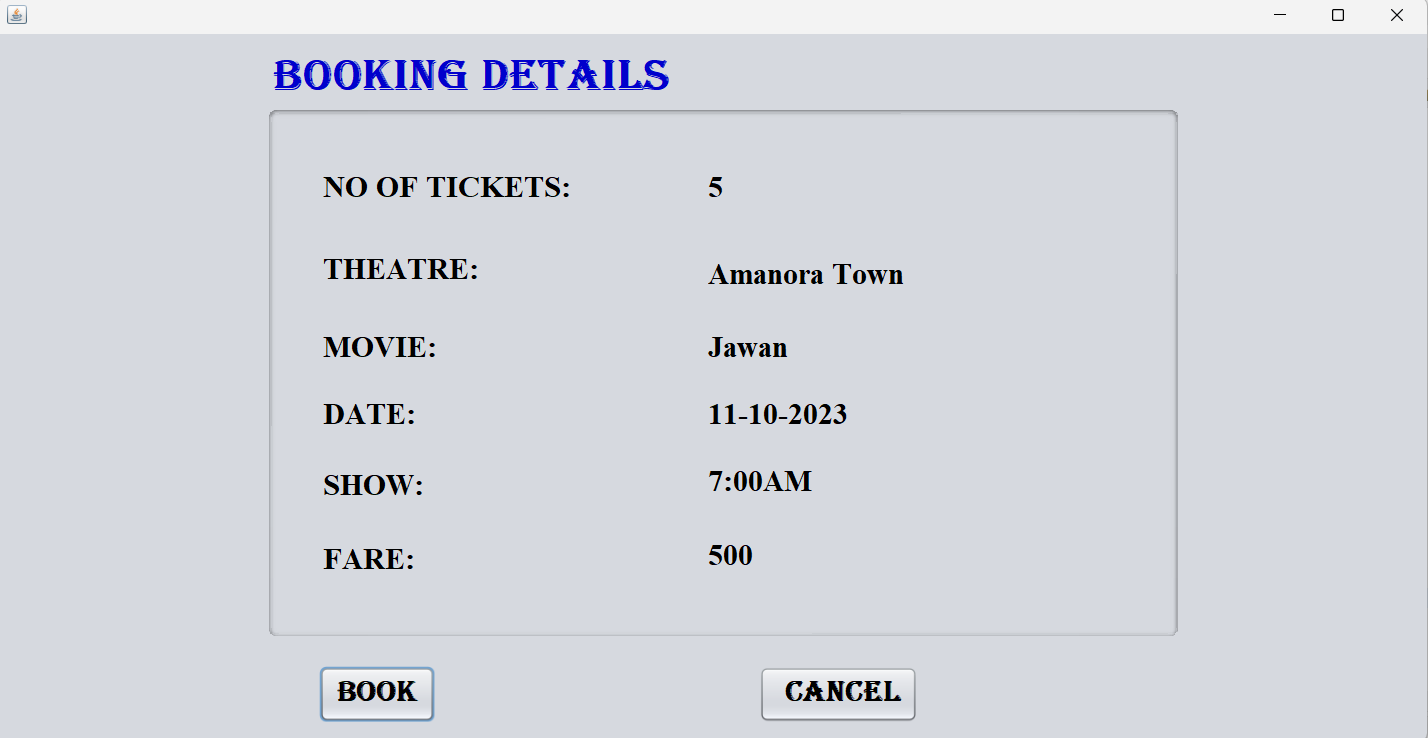 BOOKING DETAILS
NO OF TICKETS: 5
THEATRE: Amanora Town
MOVIE: Jawan
DATE: 11-10-2023
SHOW: 7:00AM
FARE: 500
BOOK CANCEL